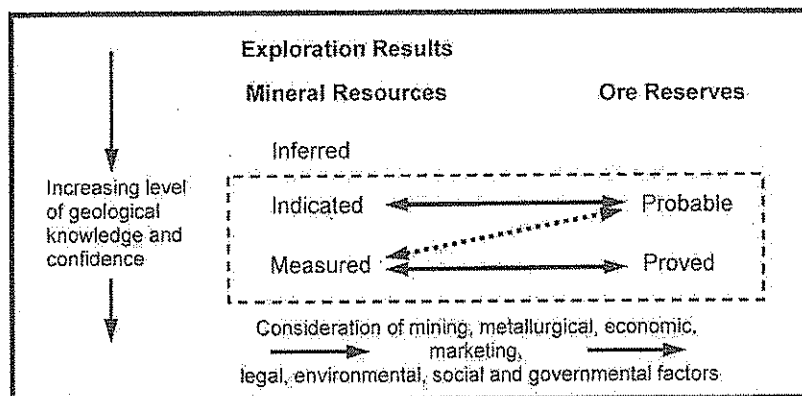 Exploration Results
Mineral Resources Ore Reserves
Inferred
Increasing level
of geological
knowledge and
confidence
Indicated Probable
Measured Proved
Consideration of mining, metallurgical, economic,
marketing,
legal, environmental, social and governmental factors